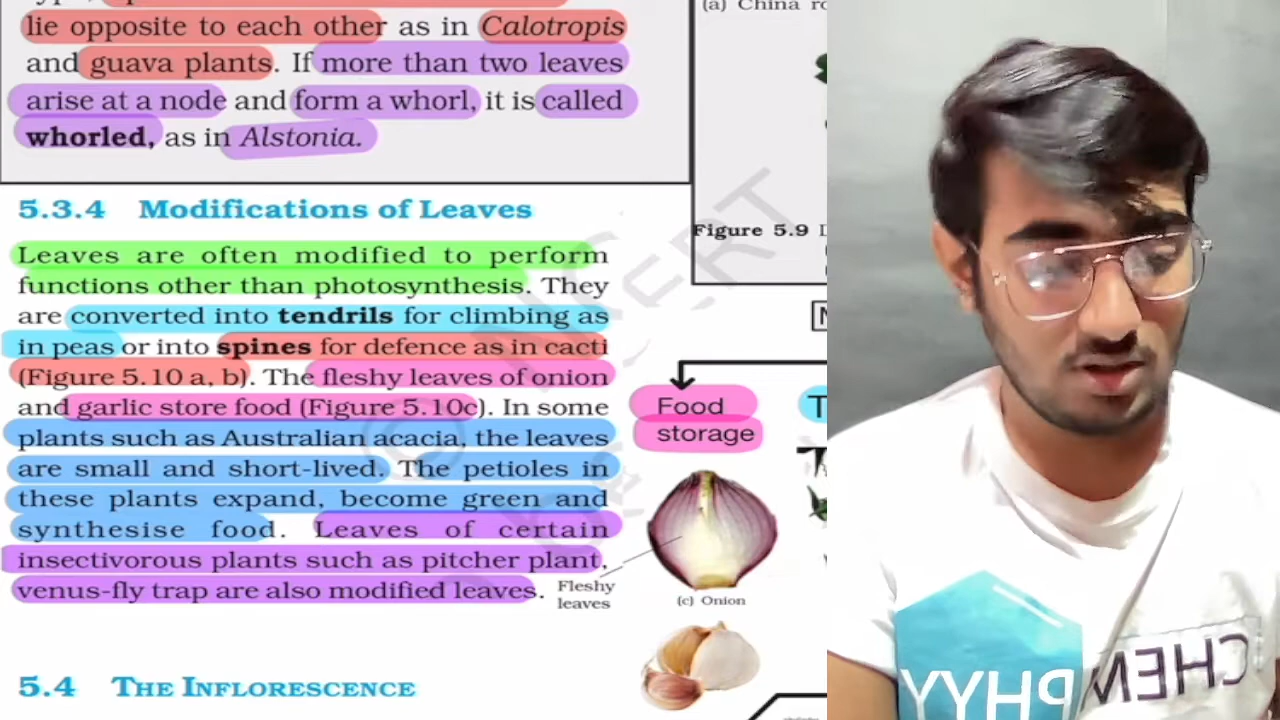 lie opposite to each other as in Calotropis
and guava plants. If more than two leaves
arise at a node and form a whorl, it is called
whorled, as in Alstonia.
5.3.4 Modifications of Leaves
Leaves are often modified to perform
functions other than photosynthesis. They
are converted into tendrils for climbing as
in peas or into spines for defence as in cacti
(Figure 5.10 a, b). The fleshy leaves of onion
and garlic store food (Figure 5.10c). In some
plants such as Australian acacia, the leaves
are small and short-lived. The petioles in
these plants expand, become green and
synthesise food. Leaves of certain
insectivorous plants such as pitcher plant,
venus-fly trap are also modified leaves.
5.4 THE INFLORESCENCE
(a) China
Figure 5.9
Food
storage
Fleshy
leaves
(c) Onion
© NCERT
CHEM
PHYY